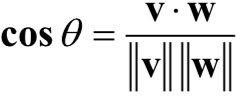 cos θ = v · w / ‖v‖ ‖w‖